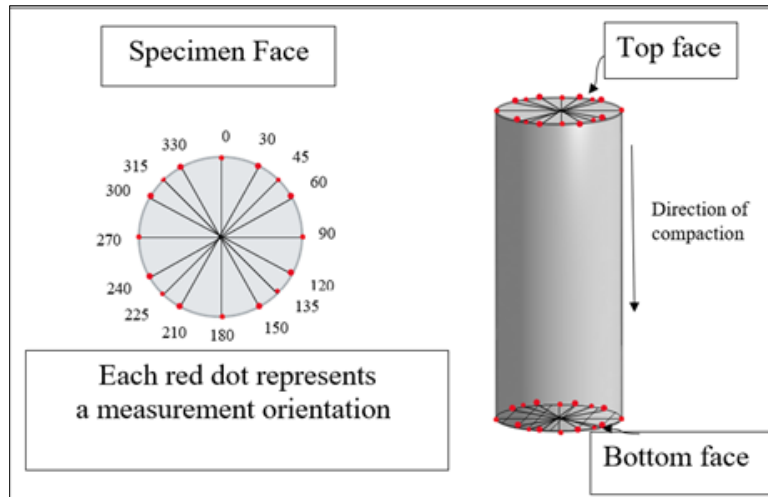 Specimen Face
Top face
0
330
30
315
45
300
60
270
90
240
120
225
135
210
150
180
Direction of
compaction
Each red dot represents
a measurement orientation
Bottom face